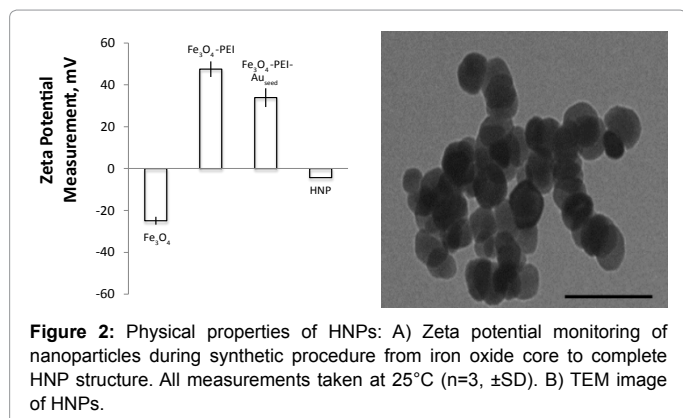 Zeta Potential
Measurement, mV
60
40
20
0
-20
-40
-60
Fe₃O₄
Fe₃O₄-PEI
Fe₃O₄-PEI-
Au_seed
HNP
Figure 2: Physical properties of HNPs: A) Zeta potential monitoring of
nanoparticles during synthetic procedure from iron oxide core to complete
HNP structure. All measurements taken at 25°C (n=3, ±SD). B) TEM image
of HNPs.